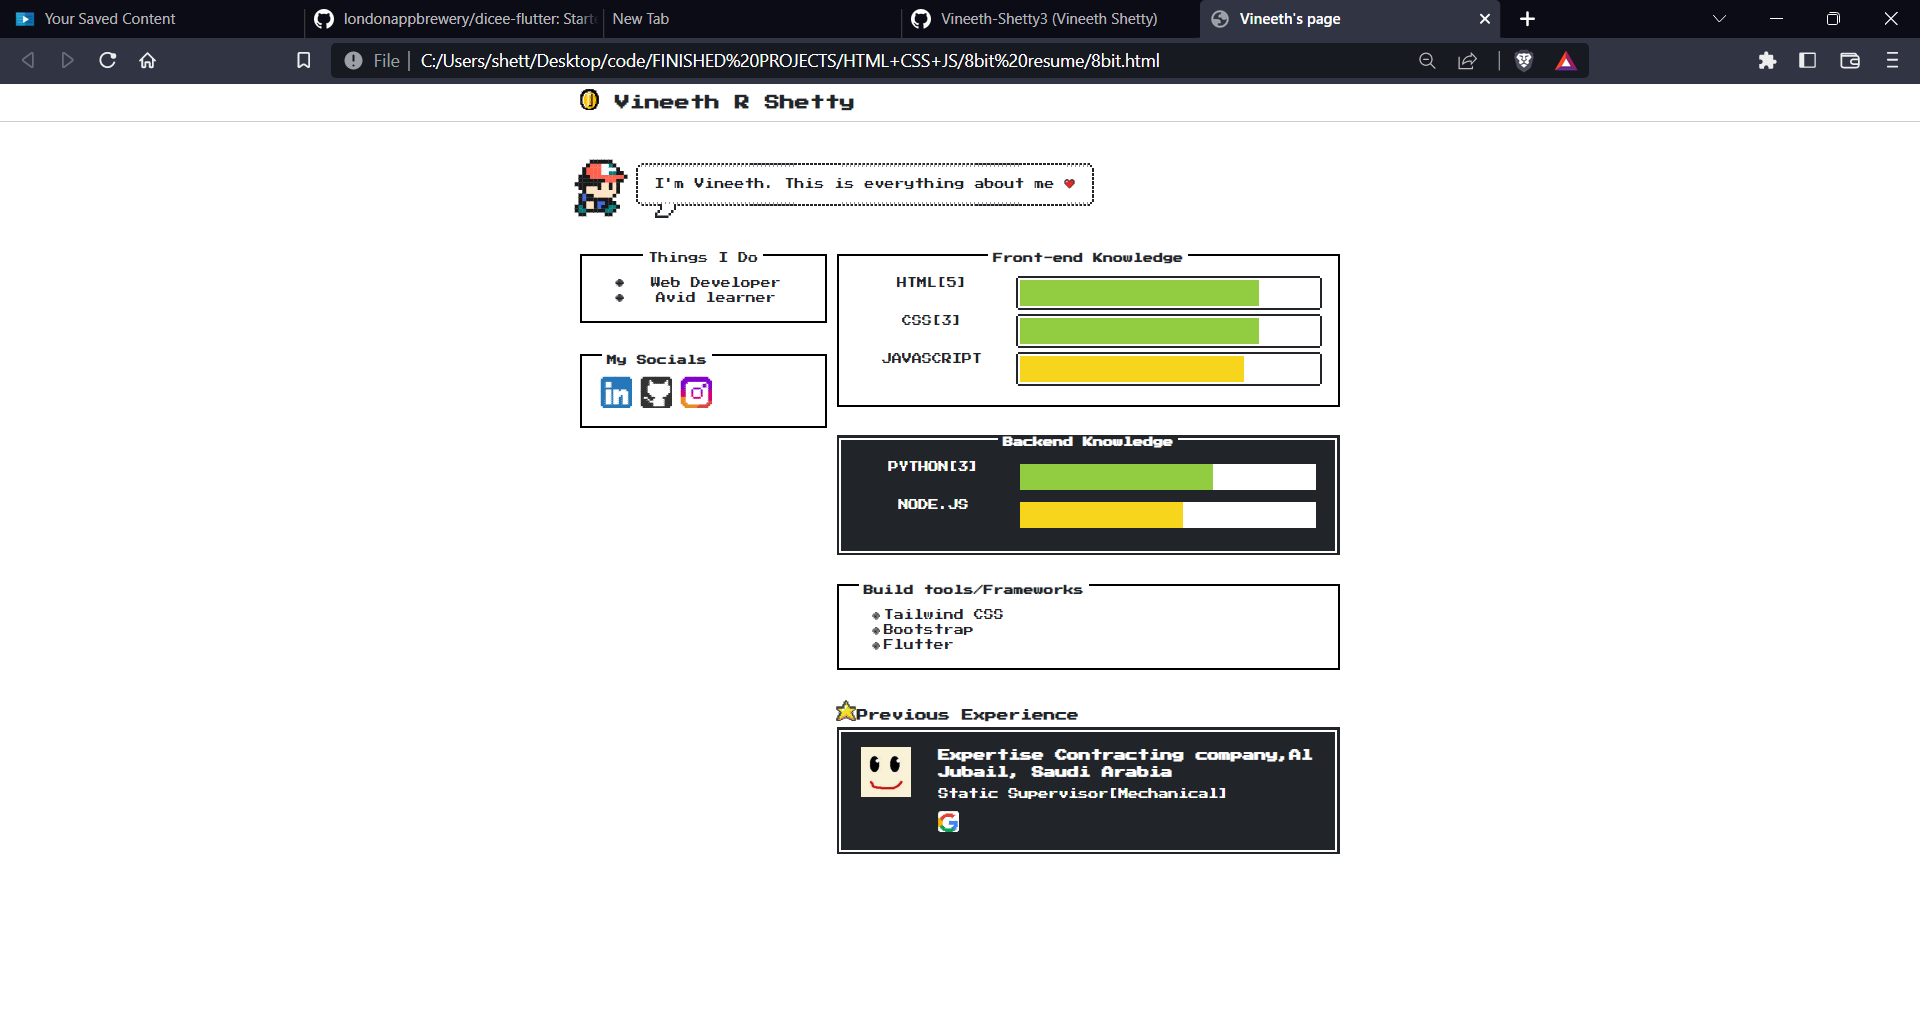 Your Saved Content
londonappbrewery/dicee-flutter: Start
New Tab
Vineeth-Shetty3 (Vineeth Shetty)
Vineeth's page
File | C:/Users/shett/Desktop/code/FINISHED%20PROJECTS/HTML+CSS+JS/8bit%20resume/8bit.html
Vineeth R Shetty
I'm Vineeth. This is everything about me
Things I Do
Web Developer
Avid learner
My Socials
in
Front-end Knowledge
HTML[5]
CSS[3]
JAVASCRIPT
Backend Knowledge
PYTHON[3]
NODE.JS
Build tools/Frameworks
Tailwind CSS
Bootstrap
Flutter
Previous Experience
Expertise Contracting company,Al
Jubail, Saudi Arabia
Static Supervisor[Mechanical]
G